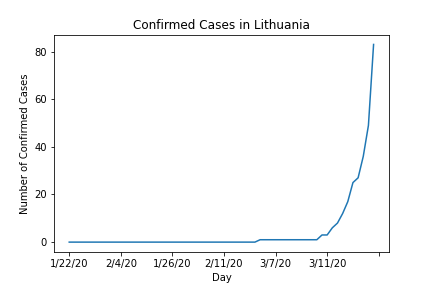 Confirmed Cases in Lithuania
Number of Confirmed Cases
80
60
40
20
0
1/22/20 2/4/20 1/26/20 2/11/20 3/7/20 3/11/20
Day